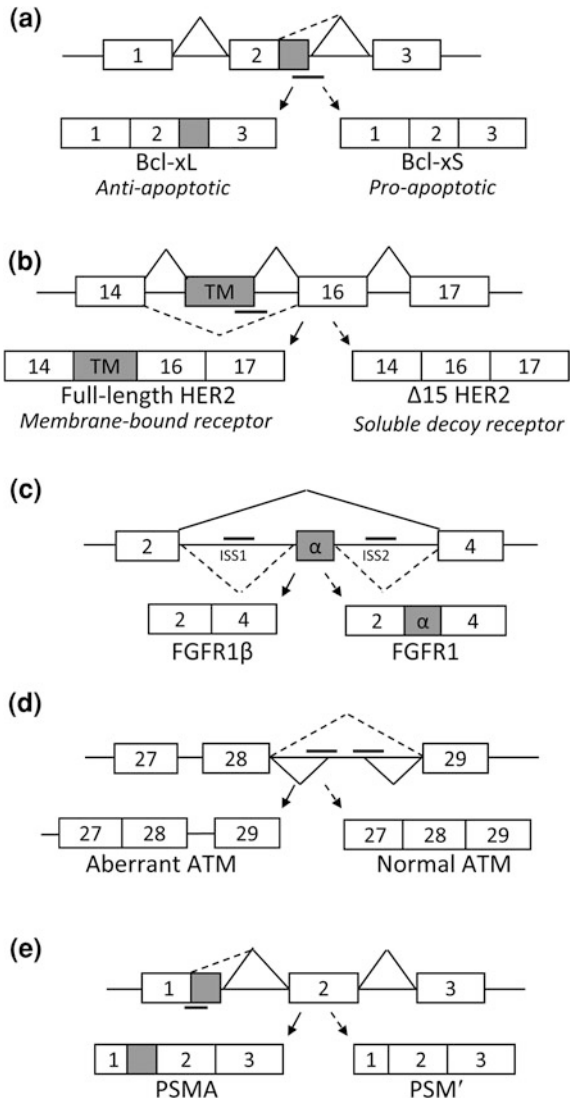 (a)
1 2 3
1 2 3 1 2 3
Bcl-xL Bcl-xS
Anti-apoptotic Pro-apoptotic
(b)
14 TM 16 17
14 TM 16 17 14 16 17
Full-length HER2 Δ15 HER2
Membrane-bound receptor Soluble decoy receptor
(c)
2 ISS1 α ISS2 4
2 4 2 α 4
FGFR1β FGFR1
(d)
27 28 29
27 28 29 27 28 29
Aberrant ATM Normal ATM
(e)
1 2 3
1 2 3 1 2 3
PSMA PSM'